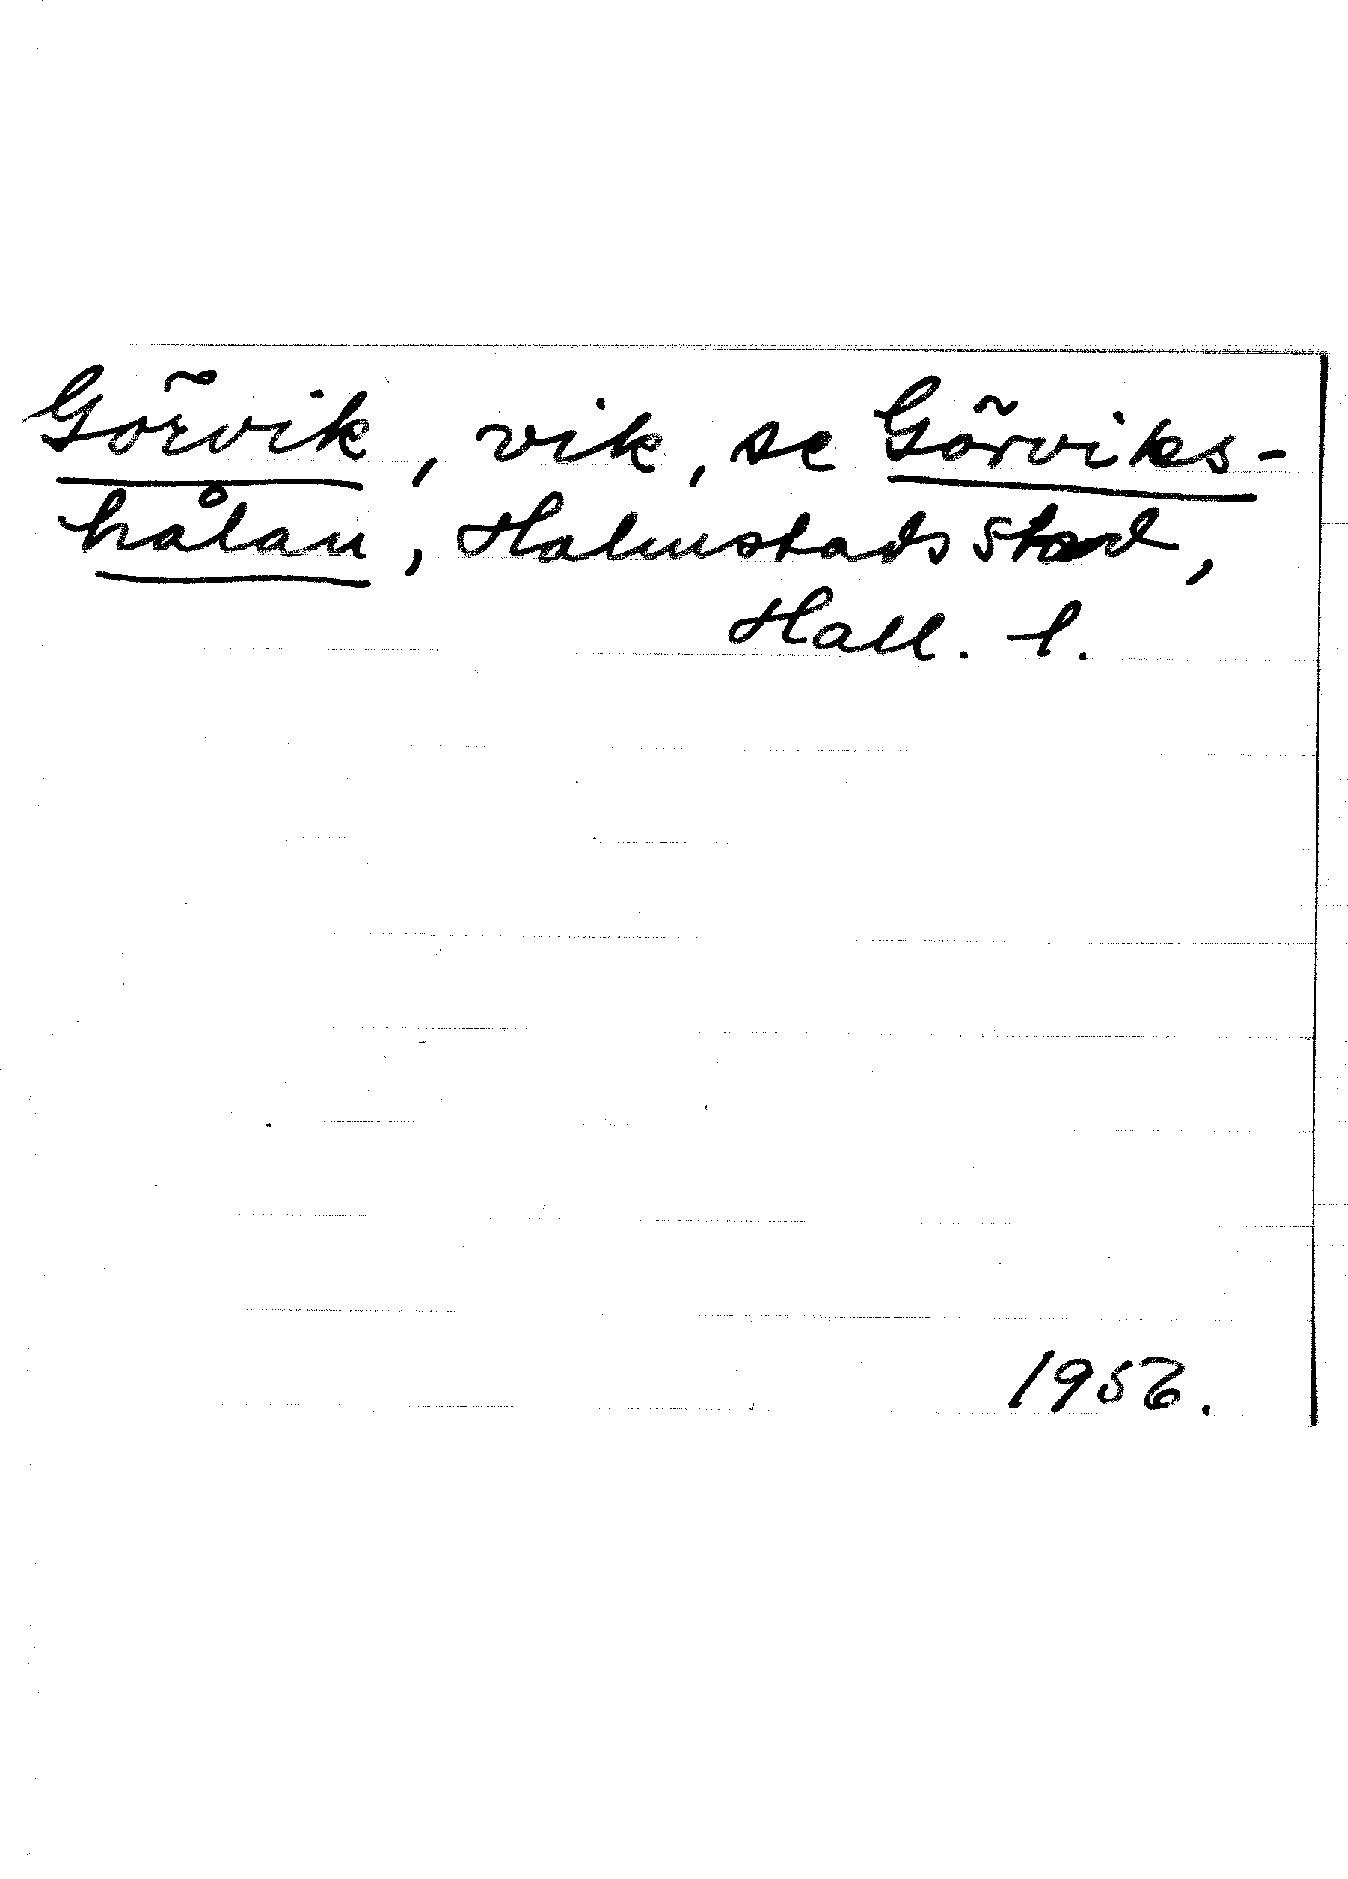 Görvik, vik, se Görviks-
hålan, Halmstads stad,
Hall. l.
1956.